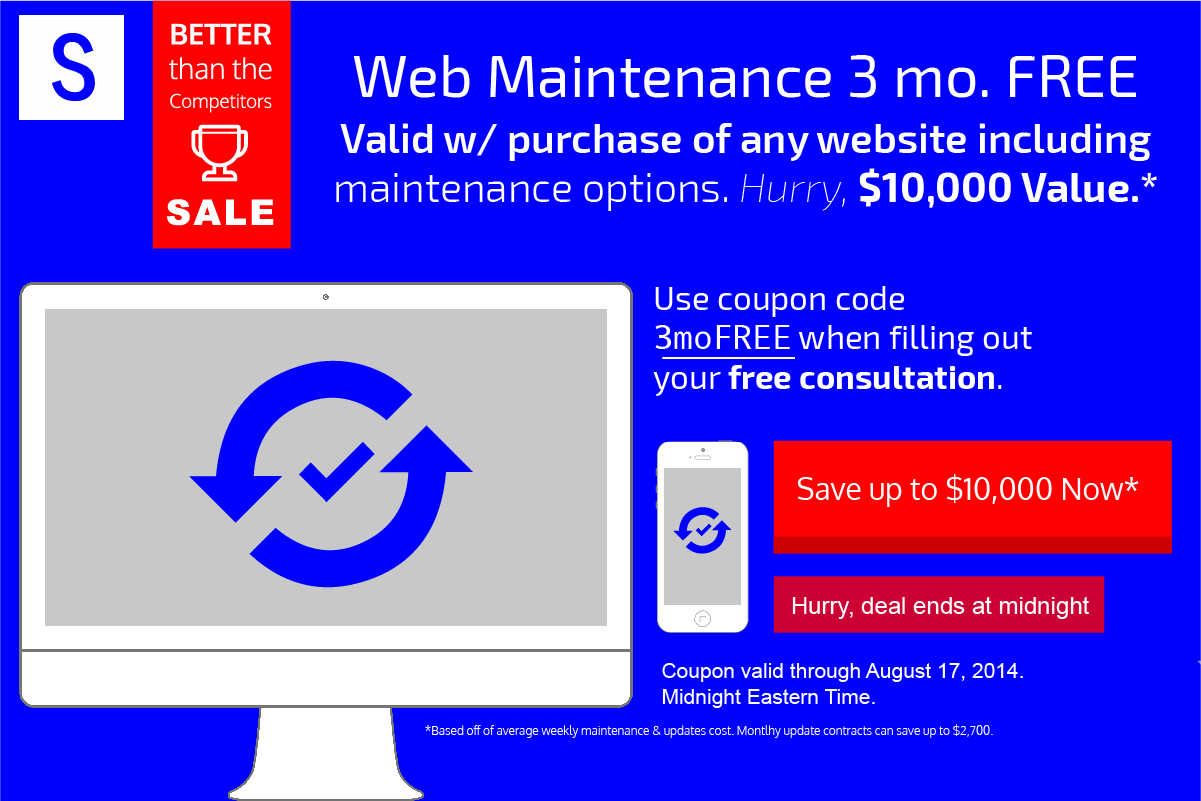 S
BETTER
than the
Competitors
SALE
Web Maintenance 3 mo. FREE
Valid w/ purchase of any website including
maintenance options. Hurry, $10,000 Value.*
Use coupon code
3moFREE when filling out
your free consultation.
Save up to $10,000 Now*
Hurry, deal ends at midnight
Coupon valid through August 17, 2014.
Midnight Eastern Time.
*Based off of average weekly maintenance & updates cost. Montlhy update contracts can save up to $2,700.